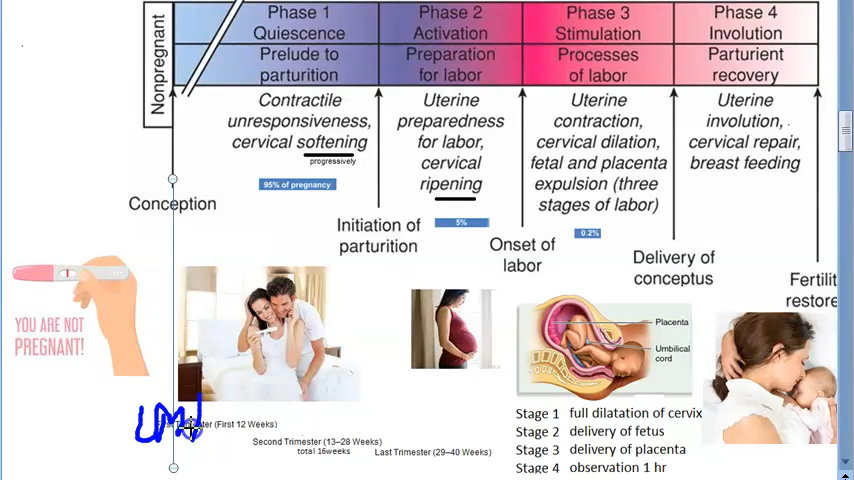 Nonpregnant
Phase 1
Quiescence
Prelude to
parturition
Contractile
unresponsiveness,
cervical softening
progressively
95% of pregnancy
Phase 2
Activation
Preparation
for labor
Uterine
preparedness
for labor,
cervical
ripening
5%
Phase 3
Stimulation
Processes
of labor
Uterine
contraction,
cervical dilation,
fetal and placenta
expulsion (three
stages of labor)
0.2%
Phase 4
Involution
Parturient
recovery
Uterine
involution,
cervical repair,
breast feeding
Conception
Initiation of
parturition
Onset of
labor
Delivery of
conceptus
Fertilit
restore
YOU ARE NOT
PREGNANT!
Placenta
Umbilical
cord
Trimester (First 12 Weeks)
Second Trimester (13–28 Weeks)
total 16weeks
Last Trimester (29–40 Weeks)
Stage 1 full dilatation of cervix
Stage 2 delivery of fetus
Stage 3 delivery of placenta
Stage 4 observation 1 hr